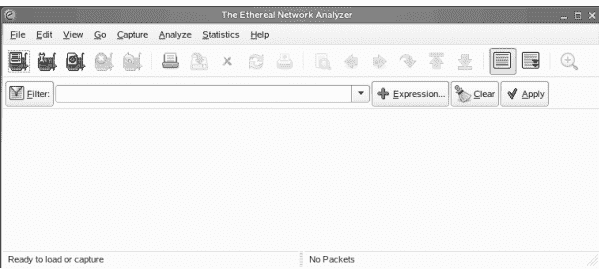 The Ethereal Network Analyzer
File Edit View Go Capture Analyze Statistics Help
Filter: Expression... Clear Apply
Ready to load or capture No Packets